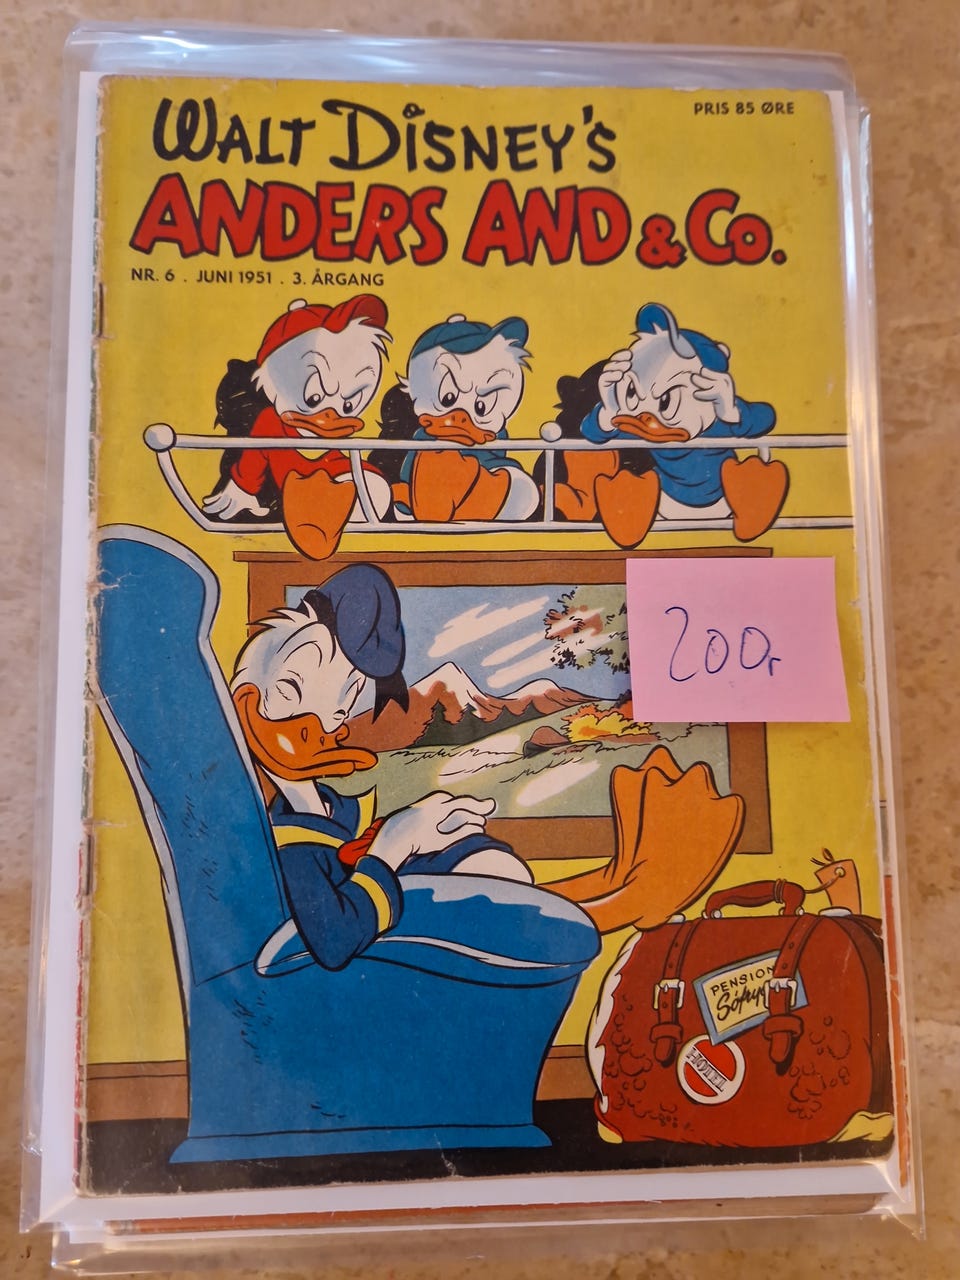 WALT DISNEY'S
PRIS 85 ØRE
ANDERS AND & Co.
NR. 6 . JUNI 1951 . 3. ÅRGANG
200,
PENSION
HOTEL